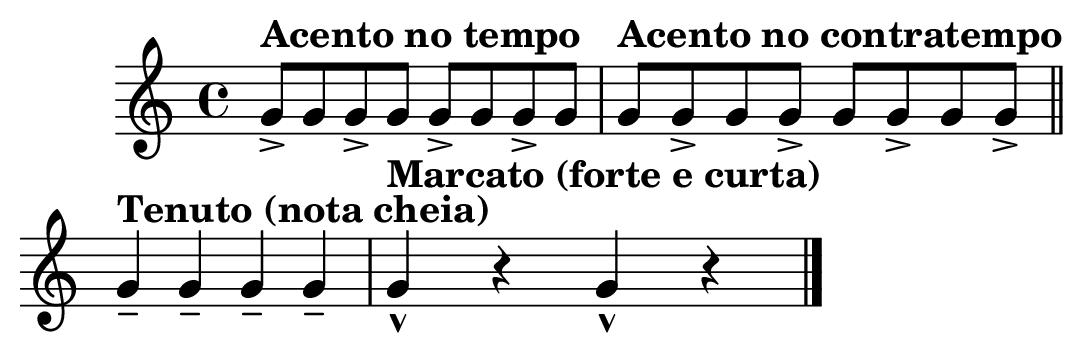 Acento no tempo
Acento no contratempo
Marcato (forte e curta)
Tenuto (nota cheia)